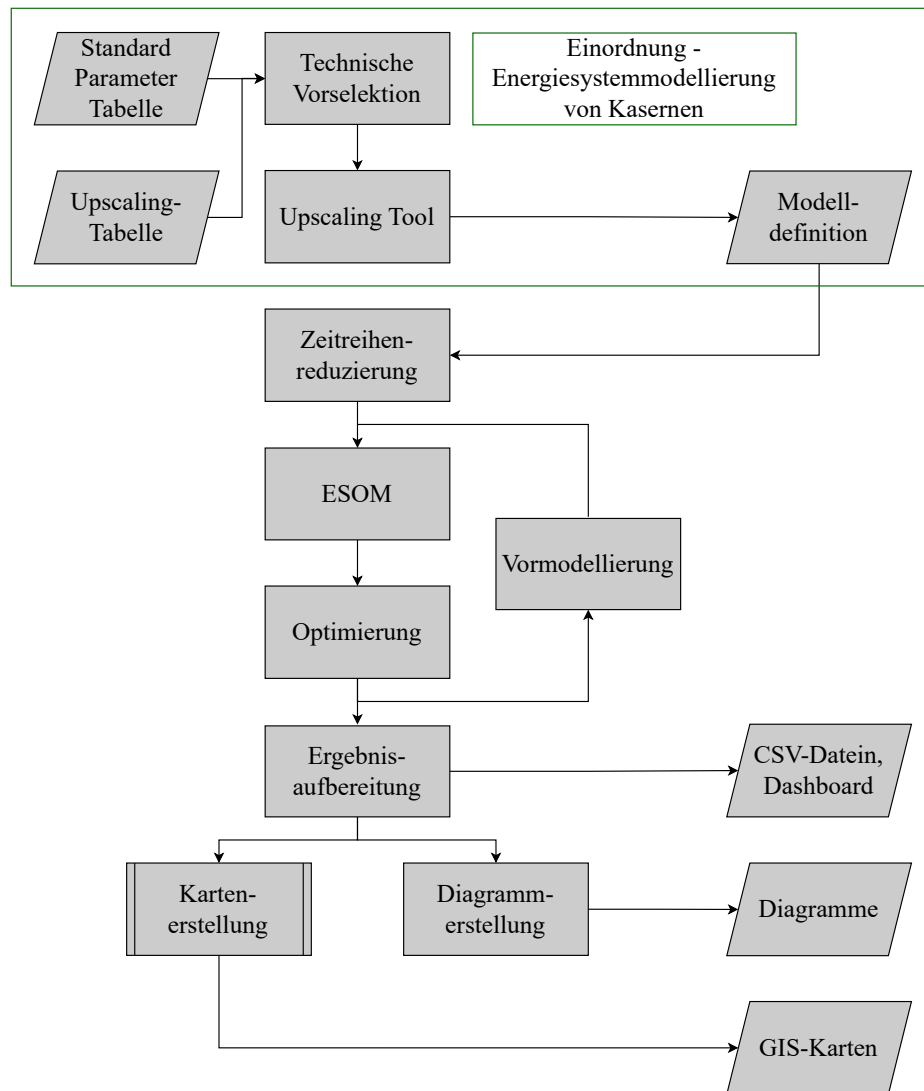 Standard
Parameter
Tabelle
Technische
Vorselektion
Einordnung -
Energiesystemmodellierung
von Kasernen
Upscaling-
Tabelle
Upscaling Tool
Modell-
definition
Zeitreihen-
reduzierung
ESOM
Vormodellierung
Optimierung
Ergebnis-
aufbereitung
CSV-Datein,
Dashboard
Karten-
erstellung
Diagramm-
erstellung
Diagramme
GIS-Karten